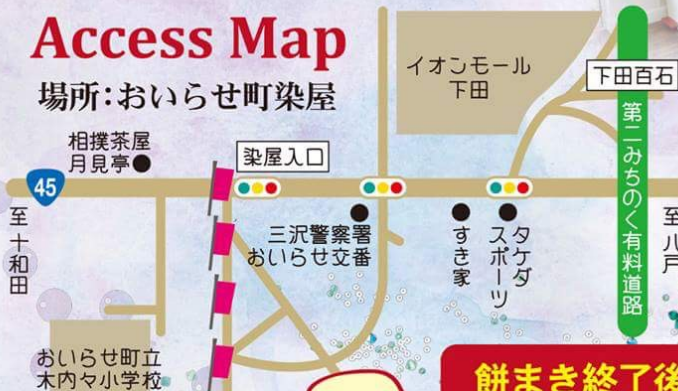 Access Map
場所:おいらせ町染屋
イオンモール
下田
下田百石
第二みちのく有料道路
相撲茶屋
月見亭
染屋入口
45
至十和田
三沢警察署
おいらせ交番
すき家
タケダ
スポーツ
至八戸
おいらせ町立
木内々小学校
餅まき終了後